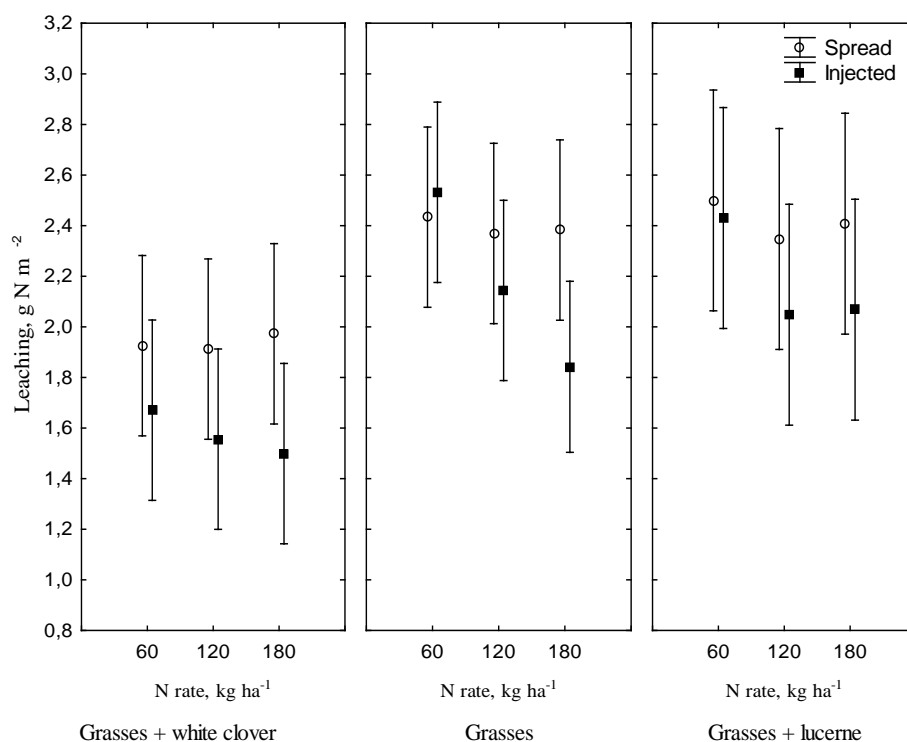 3,2
3,0
2,8
2,6
2,4
2,2
2,0
1,8
1,6
1,4
1,2
1,0
0,8
Leaching, g N m -2
Spread
Injected
60 120 180 60 120 180 60 120 180
N rate, kg ha-1 N rate, kg ha-1 N rate, kg ha-1
Grasses + white clover Grasses Grasses + lucerne